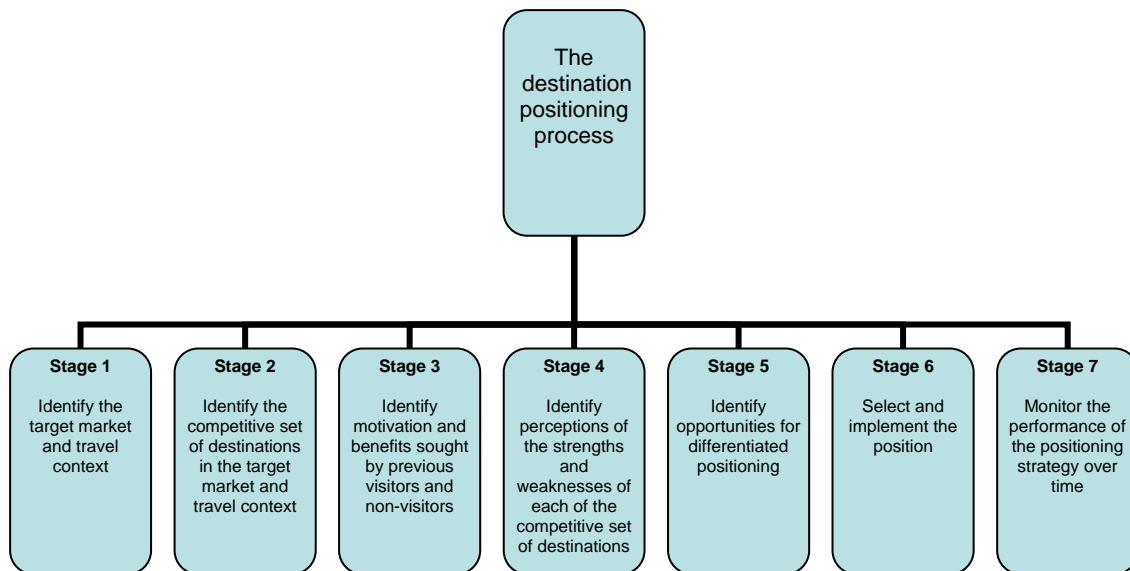 The
destination
positioning
process
Stage 1
Identify the
target market
and travel
context
Stage 2
Identify the
competitive set
of destinations
in the target
market and
travel context
Stage 3
Identify
motivation and
benefits sought
by previous
visitors and
non-visitors
Stage 4
Identify
perceptions
of the strengths
and
weaknesses of
each of the
competitive set
of destinations
Stage 5
Identify
opportunities for
differentiated
positioning
Stage 6
Select and
implement the
position
Stage 7
Monitor the
performance of
the positioning
strategy over
time